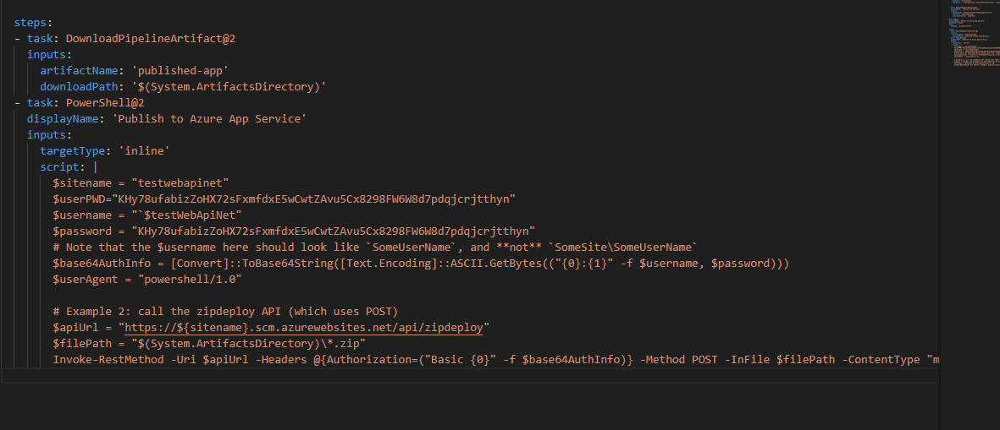 steps:
- task: DownloadPipelineArtifact@2
inputs:
artifactName: 'published-app'
downloadPath: '$(System.ArtifactsDirectory)'
- task: PowerShell@2
displayName: 'Publish to Azure App Service'
inputs:
targetType: 'inline'
script: |
$sitename = "testwebapinet"
$userPWD="KHy78ufabizZoHX72sFxmfdxE5wCwtZAvu5Cx8298FW6W8d7pdqjcrjtthyn"
$username = "`$testWebApiNet"
$password = "KHy78ufabizZoHX72sFxmfdxE5wCwtZAvu5Cx8298FW6W8d7pdqjcrjtthyn"
# Note that the $username here should look like `SomeUserName`, and **not** `SomeSite\SomeUserName`
$base64AuthInfo = [Convert]::ToBase64String([Text.Encoding]::ASCII.GetBytes(("{0}:{1}" -f $username, $password)))
$userAgent = "powershell/1.0"
# Example 2: call the zipdeploy API (which uses POST)
$apiUrl = "https://${sitename}.scm.azurewebsites.net/api/zipdeploy"
$filePath = "$(System.ArtifactsDirectory)\*.zip"
Invoke-RestMethod -Uri $apiUrl -Headers @{Authorization=("Basic {0}" -f $base64AuthInfo)} -Method POST -InFile $filePath -ContentType "m